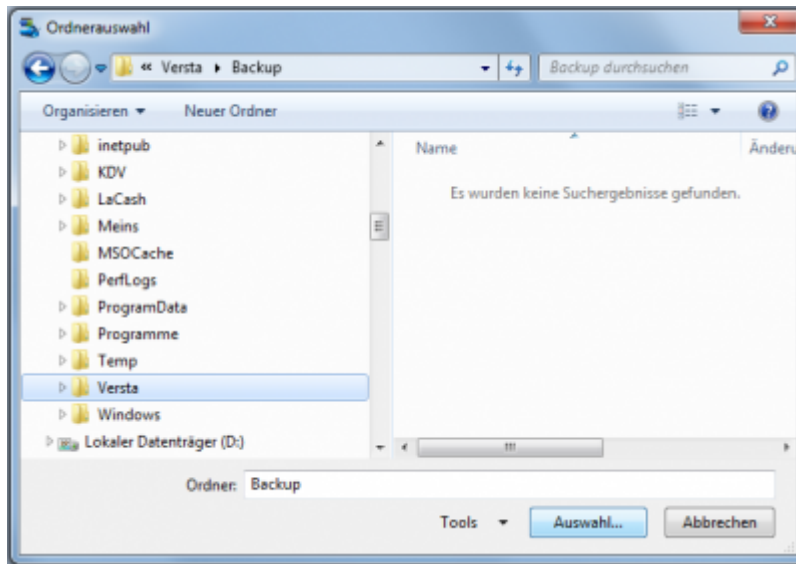 Ordnerauswahl
« Versta ▸ Backup
Backup durchsuchen
Organisieren ▾ Neuer Ordner
inetpub
KDV
LaCash
Meins
MSOCache
PerfLogs
ProgramData
Programme
Temp
Versta
Windows
Lokaler Datenträger (D:)
Name
Es wurden keine Suchergebnisse gefunden.
Ordner: Backup
Tools ▾ Auswahl... Abbrechen